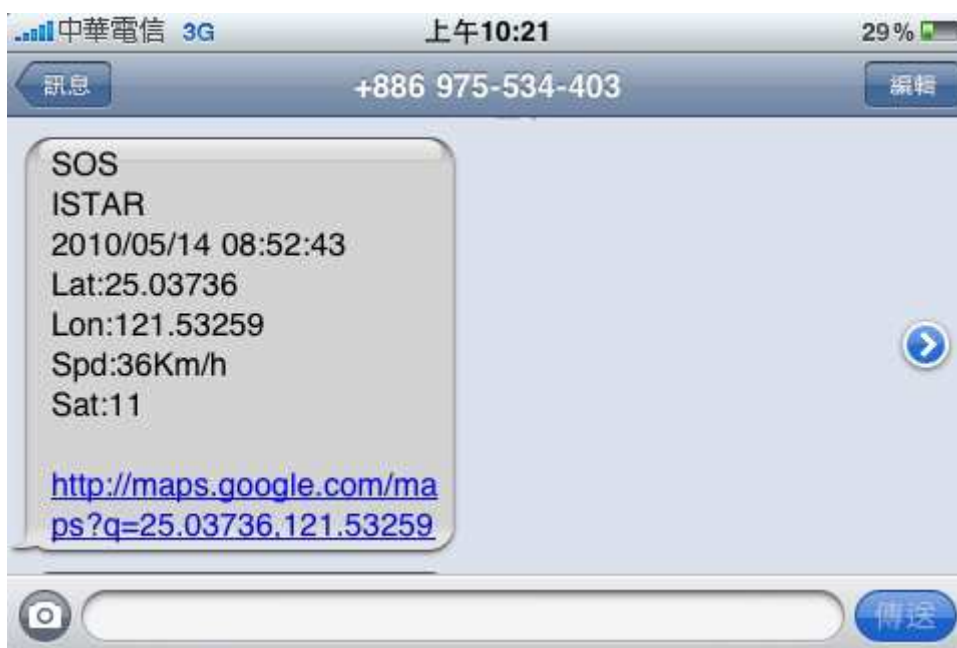 中華電信 3G 上午10:21 29%
訊息 +886 975-534-403 編輯
SOS
ISTAR
2010/05/14 08:52:43
Lat:25.03736
Lon:121.53259
Spd:36Km/h
Sat:11
http://maps.google.com/ma
ps?q=25.03736,121.53259
傳送